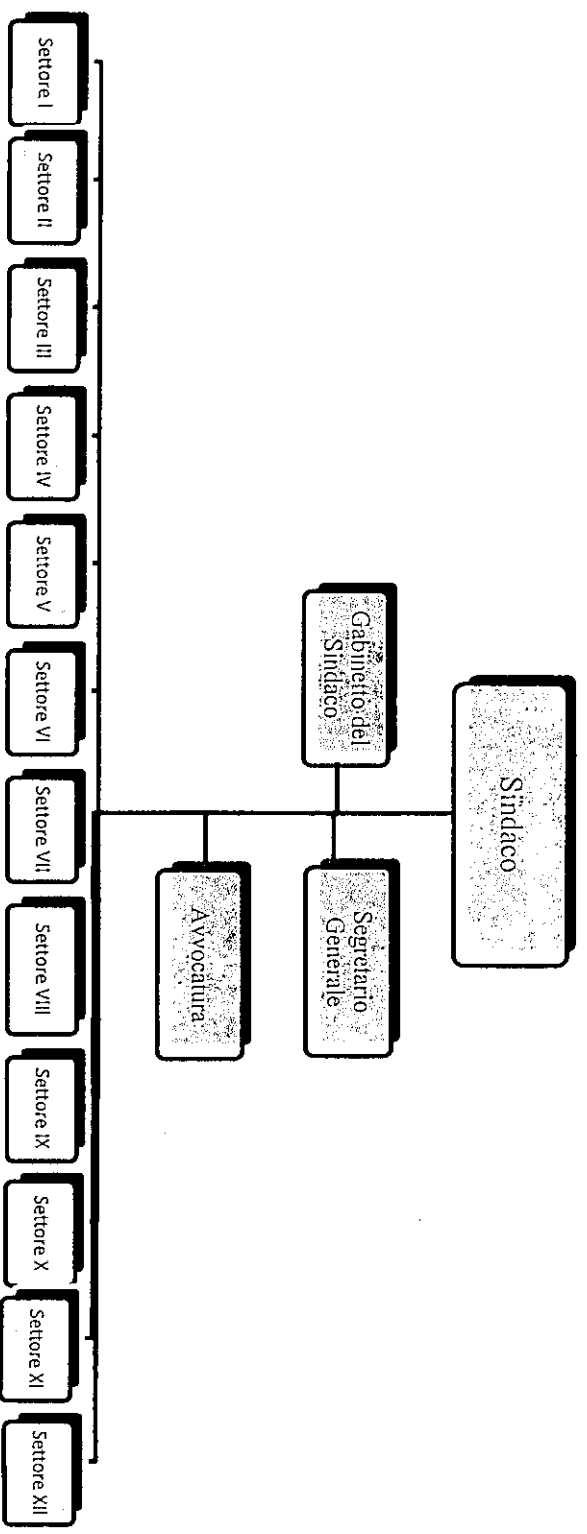 Sindaco
Gabinetto del
Sindaco
Segretario
Generale
Avvocatura
Settore I
Settore II
Settore III
Settore IV
Settore V
Settore VI
Settore VII
Settore VIII
Settore IX
Settore X
Settore XI
Settore XII